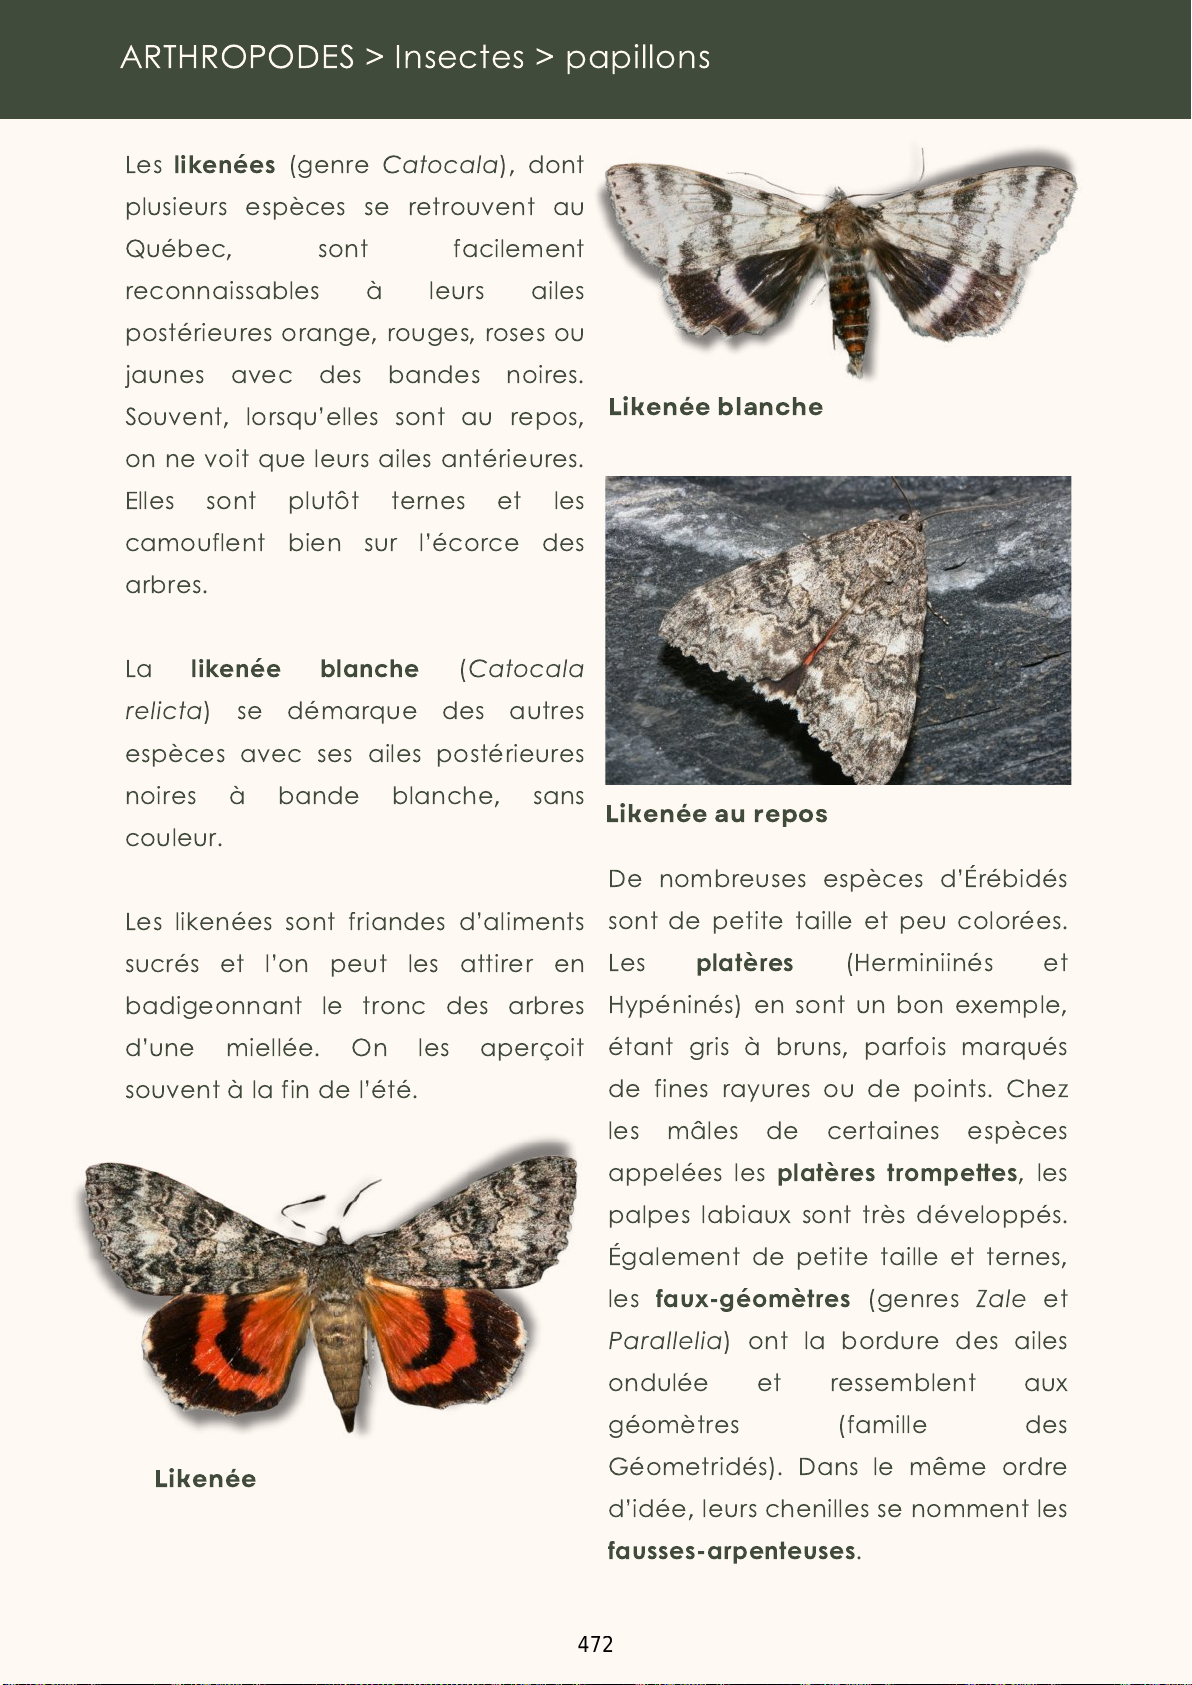 ARTHROPODES > Insectes > papillons
Les likenées (genre Catocala), dont
plusieurs espèces se retrouvent au
Québec, sont facilement
reconnaissables à leurs ailes
postérieures orange, rouges, roses ou
jaunes avec des bandes noires.
Souvent, lorsqu'elles sont au repos,
on ne voit que leurs ailes antérieures.
Elles sont plutôt ternes et les
camouflent bien sur l'écorce des
arbres.
La likenée blanche (Catocala
relicta) se démarque des autres
espèces avec ses ailes postérieures
noires à bande blanche, sans
couleur.
Les likenées sont friandes d'aliments
sucrés et l'on peut les attirer en
badigeonnant le tronc des arbres
d'une miellée. On les aperçoit
souvent à la fin de l'été.
Likenée
Likenée blanche
Likenée au repos
De nombreuses espèces d'Érébidés
sont de petite taille et peu colorées.
Les platères (Herminiinés et
Hypéninés) en sont un bon exemple,
étant gris à bruns, parfois marqués
de fines rayures ou de points. Chez
les mâles de certaines espèces
appelées les platères trompettes, les
palpes labiaux sont très développés.
Également de petite taille et ternes,
les faux-géomètres (genres Zale et
Parallelia) ont la bordure des ailes
ondulée et ressemblent aux
géomètres (famille des
Géometridés). Dans le même ordre
d'idée, leurs chenilles se nomment les
fausses-arpenteuses.
472